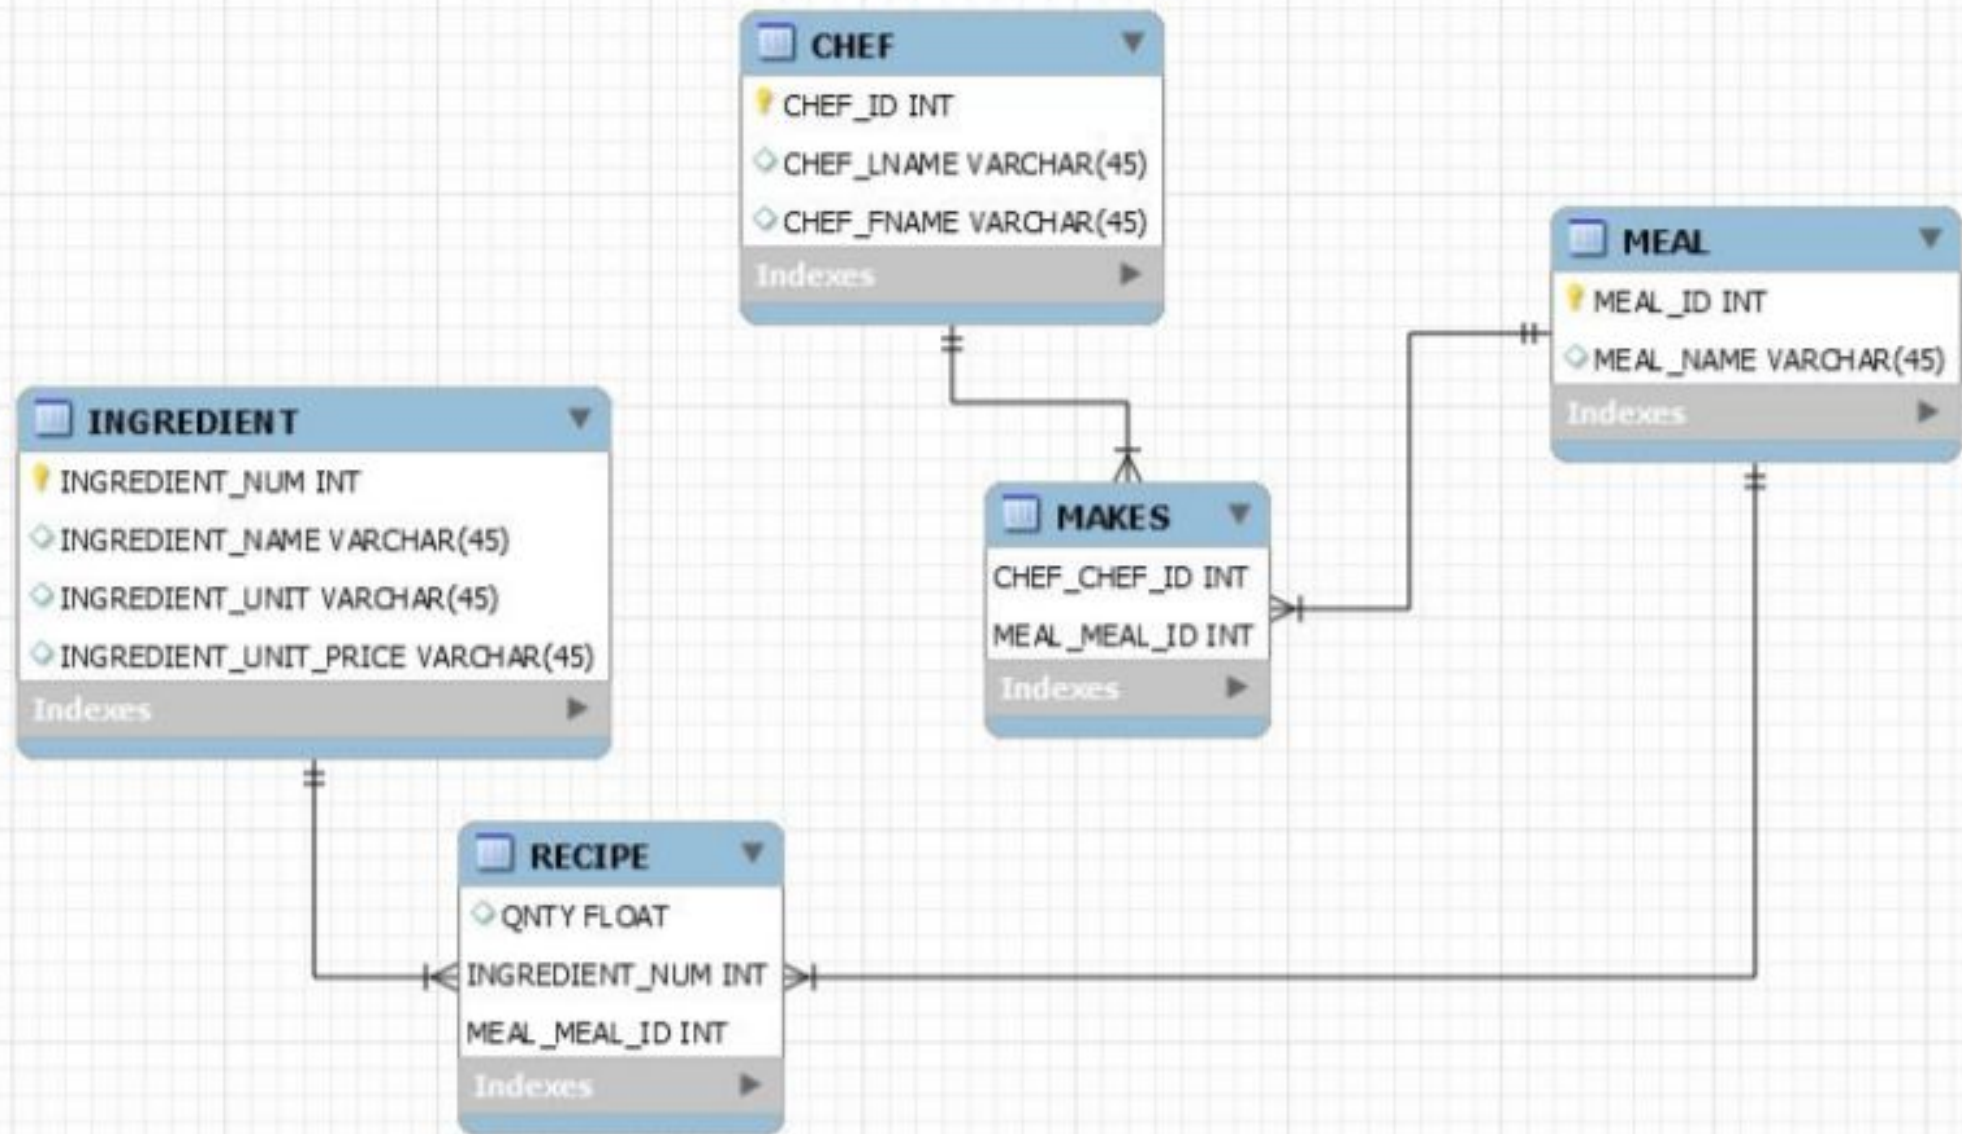 CHEF
CHEF_ID INT
CHEF_LNAME VARCHAR(45)
CHEF_FNAME VARCHAR(45)
Indexes
MEAL
MEAL_ID INT
MEAL_NAME VARCHAR(45)
Indexes
INGREDIENT
INGREDIENT_NUM INT
INGREDIENT_NAME VARCHAR(45)
INGREDIENT_UNIT VARCHAR(45)
INGREDIENT_UNIT_PRICE VARCHAR(45)
Indexes
MAKES
CHEF_CHEF_ID INT
MEAL_MEAL_ID INT
Indexes
RECIPE
QNTY FLOAT
INGREDIENT_NUM INT
MEAL_MEAL_ID INT
Indexes